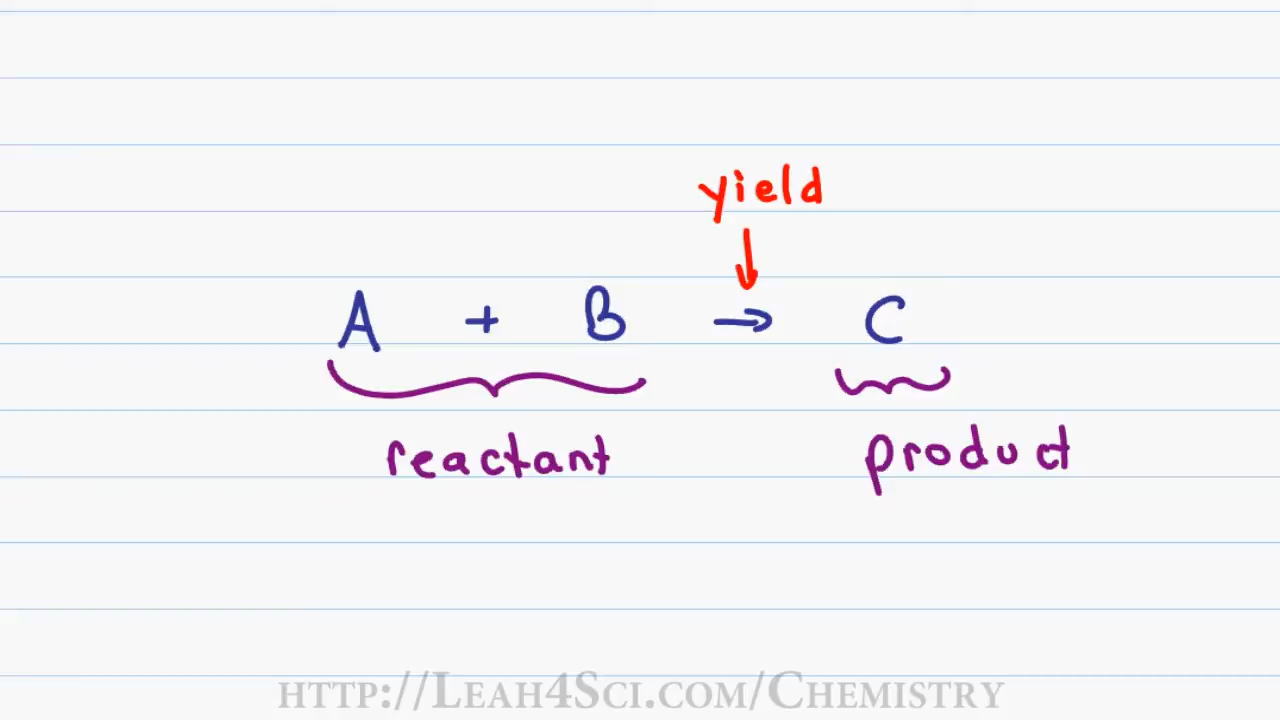 yield
A + B → C
reactant product
HTTP://LEAH4SCI.COM/CHEMISTRY